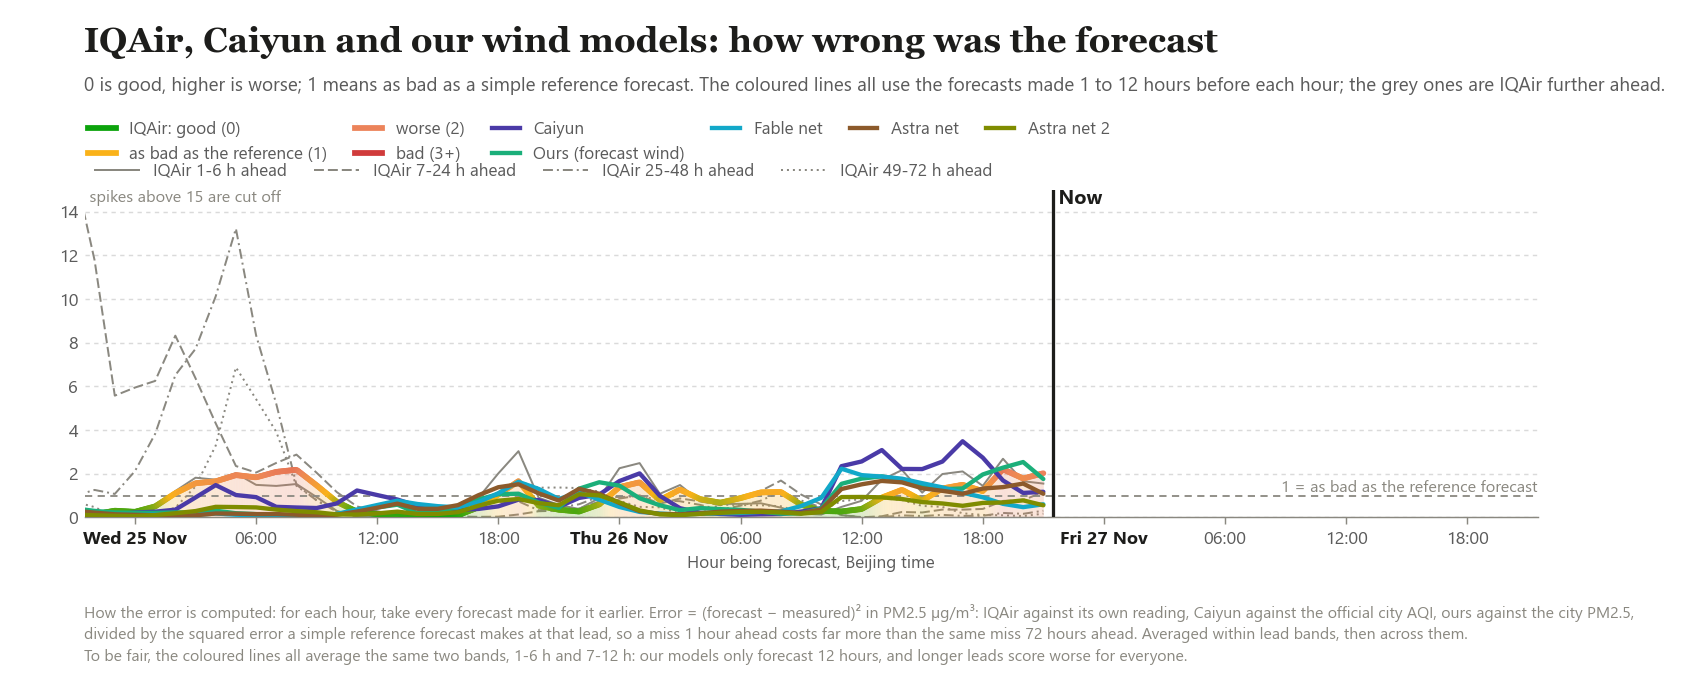 IQAir, Caiyun and our wind models: how wrong was the forecast
0 is good, higher is worse; 1 means as bad as a simple reference forecast. The coloured lines all use the forecasts made 1 to 12 hours before each hour; the grey ones are IQAir further ahead.
IQAir: good (0) worse (2) Caiyun Fable net Astra net Astra net 2
as bad as the reference (1) bad (3+) Ours (forecast wind)
IQAir 1-6 h ahead IQAir 7-24 h ahead IQAir 25-48 h ahead IQAir 49-72 h ahead
spikes above 15 are cut off
Now
14
12
10
8
6
4
2
1 = as bad as the reference forecast
0
Wed 25 Nov 06:00 12:00 18:00 Thu 26 Nov 06:00 12:00 18:00 Fri 27 Nov 06:00 12:00 18:00
Hour being forecast, Beijing time
How the error is computed: for each hour, take every forecast made for it earlier. Error = (forecast − measured)² in PM2.5 µg/m³: IQAir against its own reading, Caiyun against the official city AQI, ours against the city PM2.5,
divided by the squared error a simple reference forecast makes at that lead, so a miss 1 hour ahead costs far more than the same miss 72 hours ahead. Averaged within lead bands, then across them.
To be fair, the coloured lines all average the same two bands, 1-6 h and 7-12 h: our models only forecast 12 hours, and longer leads score worse for everyone.